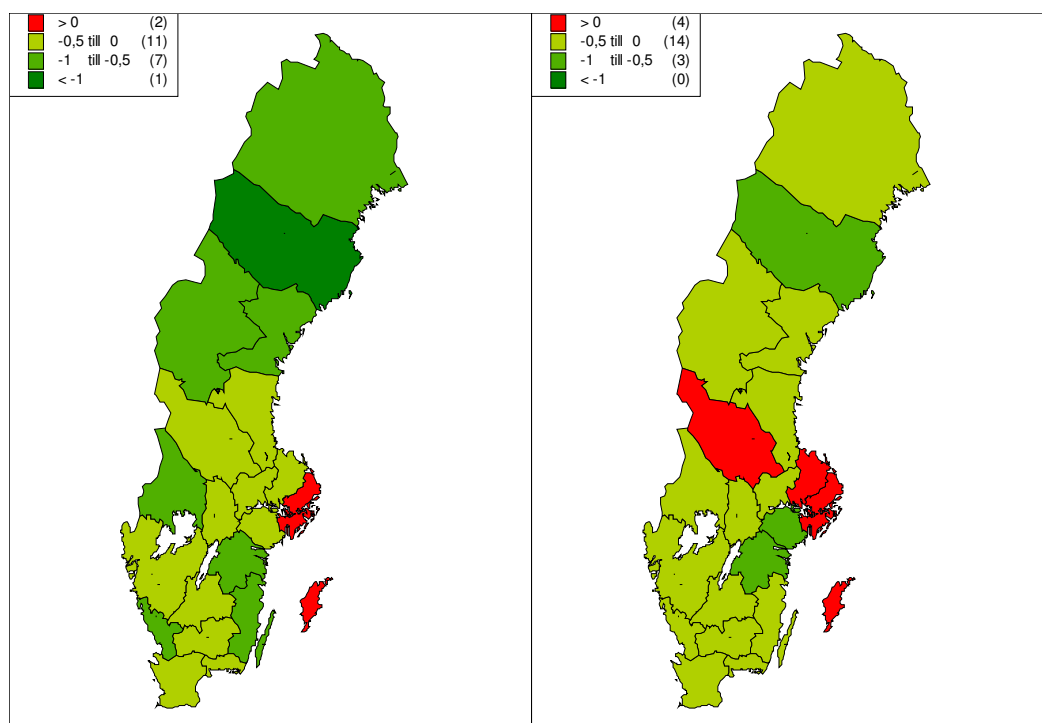 > 0 (2)
-0,5 till 0 (11)
-1 till -0,5 (7)
< -1 (1)
> 0 (4)
-0,5 till 0 (14)
-1 till -0,5 (3)
< -1 (0)